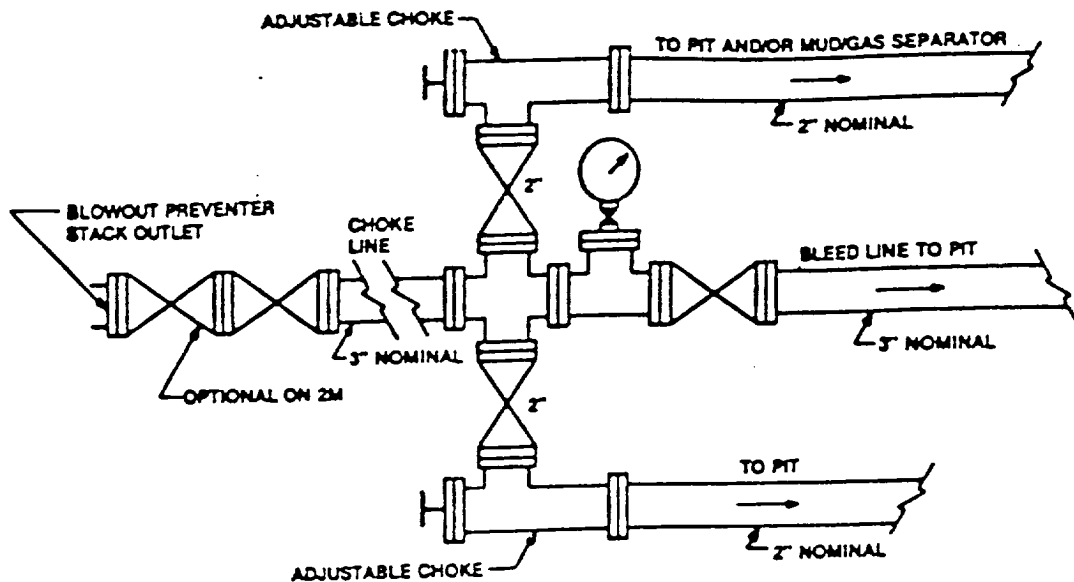 ADJUSTABLE CHOKE
TO PIT AND/OR MUD/GAS SEPARATOR
2" NOMINAL
2"
BLOWOUT PREVENTER
STACK OUTLET
CHOKE
LINE
BLEED LINE TO PIT
3" NOMINAL
3" NOMINAL
OPTIONAL ON 2M
2"
TO PIT
2" NOMINAL
ADJUSTABLE CHOKE